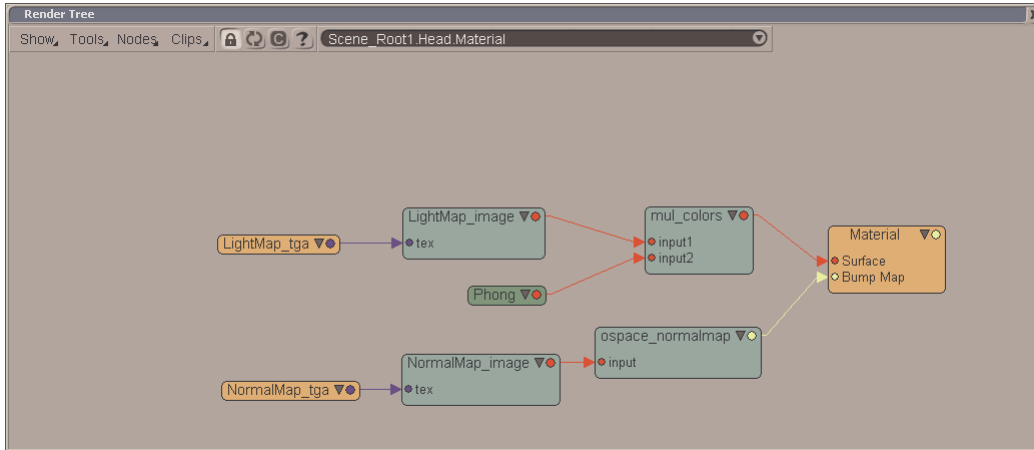 Render Tree
Show Tools Nodes Clips C ? Scene_Root1.Head.Material
LightMap_image
tex
LightMap_tga
mul_colors
input1
input2
Phong
Material
Surface
Bump Map
ospace_normalmap
input
NormalMap_image
tex
NormalMap_tga